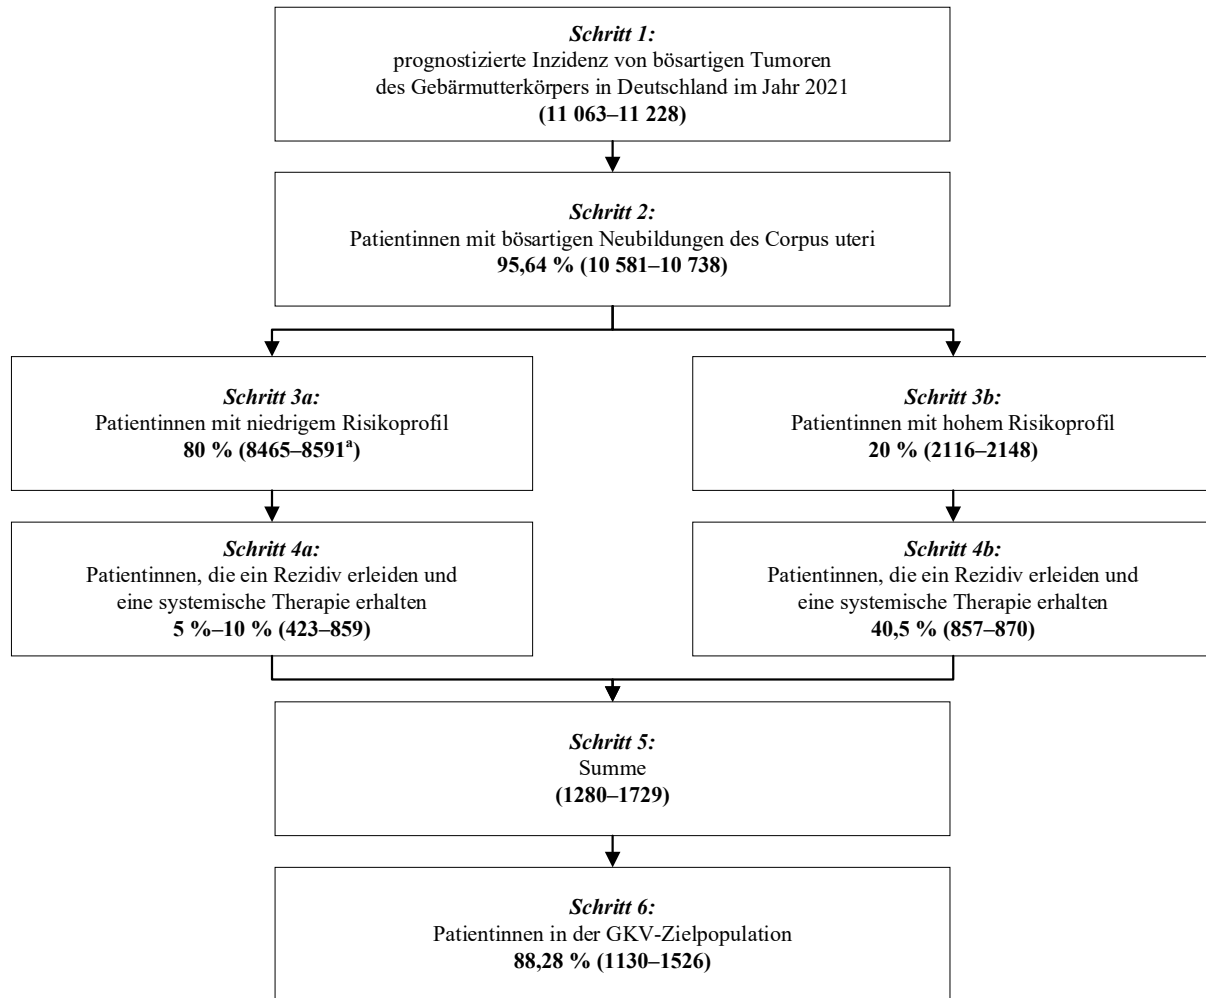 Schritt 1:
prognostizierte Inzidenz von bösartigen Tumoren
des Gebärmutterkörpers in Deutschland im Jahr 2021
(11 063–11 228)
Schritt 2:
Patientinnen mit bösartigen Neubildungen des Corpus uteri
95,64 % (10 581–10 738)
Schritt 3a:
Patientinnen mit niedrigem Risikoprofil
80 % (8465–8591ª)
Schritt 3b:
Patientinnen mit hohem Risikoprofil
20 % (2116–2148)
Schritt 4a:
Patientinnen, die ein Rezidiv erleiden und
eine systemische Therapie erhalten
5 %–10 % (423–859)
Schritt 4b:
Patientinnen, die ein Rezidiv erleiden und
eine systemische Therapie erhalten
40,5 % (857–870)
Schritt 5:
Summe
(1280–1729)
Schritt 6:
Patientinnen in der GKV-Zielpopulation
88,28 % (1130–1526)